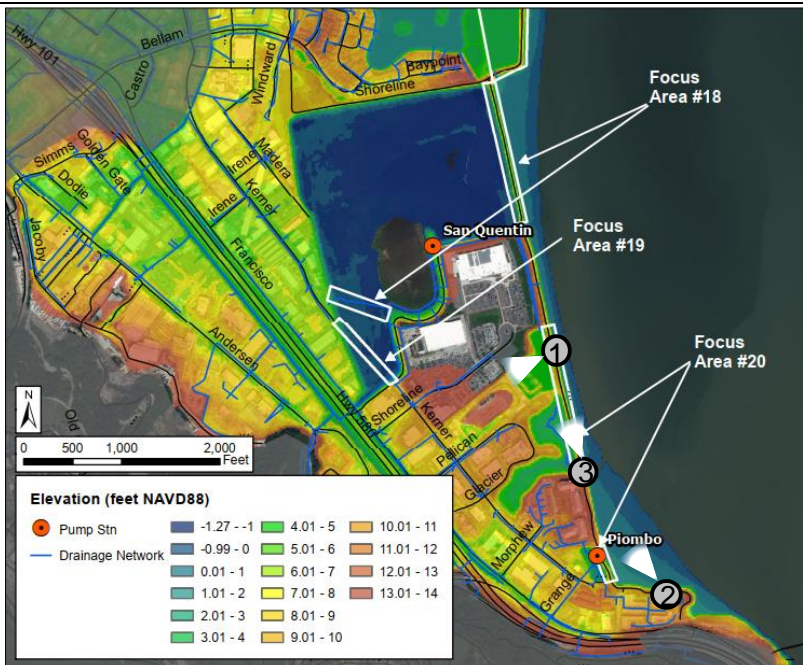 Hwy 101
Bellam
Castro
Windward
Baypoint
Shoreline
Focus
Area #18
Simms
Golden Gate
Dodie
Irene
Madera
Irene
Kerner
Jacoby
Francisco
San Quentin
Focus
Area #19
Andersen
Hwy 580
Shoreline
Kerner
Pelican
Glacier
1
Focus
Area #20
Old
N
0 500 1,000 2,000
Feet
3
Morphew
Piombo
Grange
2
Elevation (feet NAVD88)
Pump Stn
Drainage Network
-1.27 - -1
-0.99 - 0
0.01 - 1
1.01 - 2
2.01 - 3
3.01 - 4
4.01 - 5
5.01 - 6
6.01 - 7
7.01 - 8
8.01 - 9
9.01 - 10
10.01 - 11
11.01 - 12
12.01 - 13
13.01 - 14